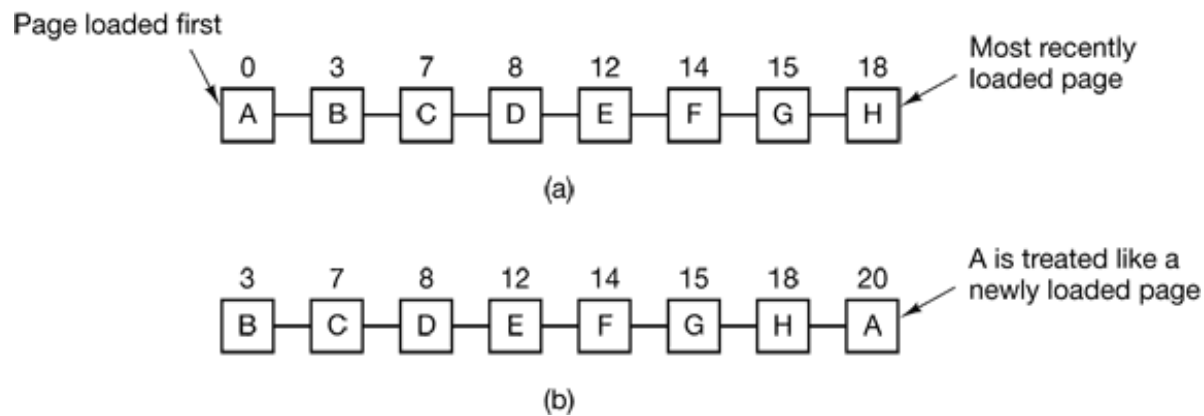 Page loaded first
Most recently
loaded page
0 3 7 8 12 14 15 18
A B C D E F G H
(a)
A is treated like a
newly loaded page
3 7 8 12 14 15 18 20
B C D E F G H A
(b)